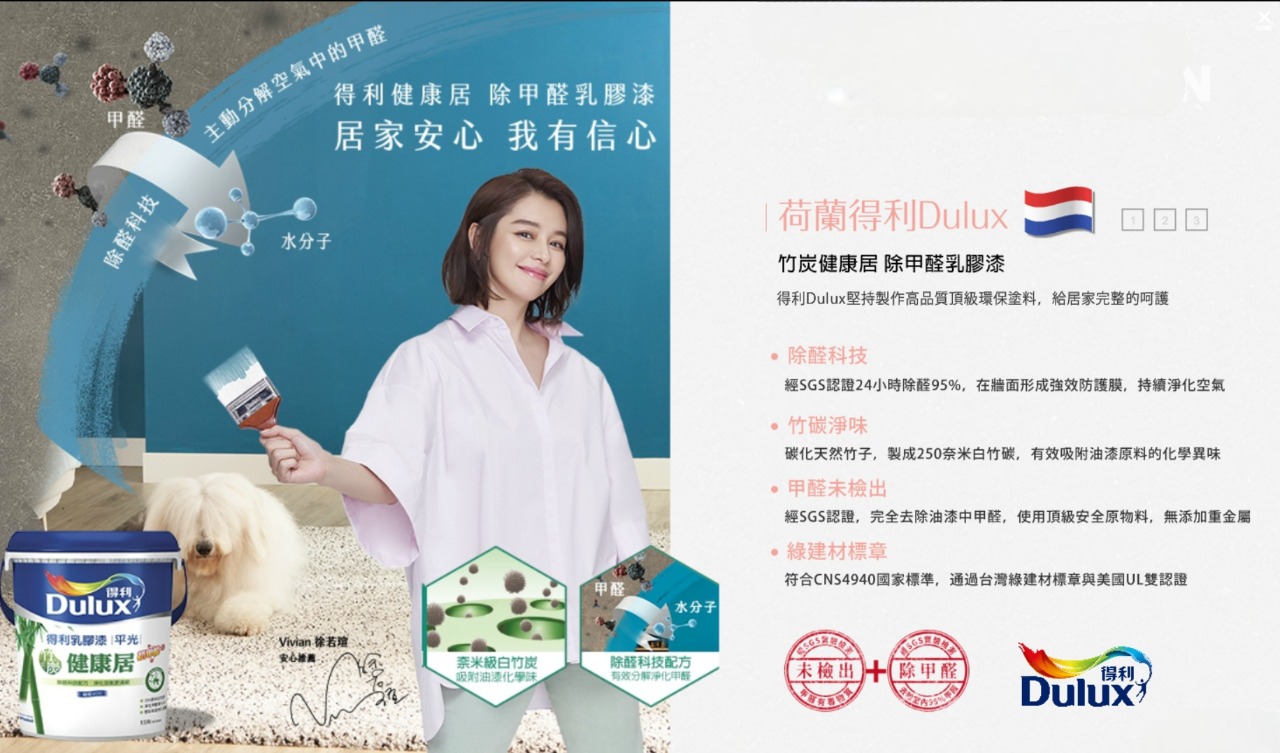 主動分解空氣中的甲醛
甲醛
除醛科技
水分子
得利健康居 除甲醛乳膠漆
居家安心 我有信心
荷蘭得利Dulux
1 2 3
竹炭健康居 除甲醛乳膠漆
得利Dulux堅持製作高品質頂級環保塗料，給居家完整的呵護
• 除醛科技
經SGS認證24小時除醛95%，在牆面形成強效防護膜，持續淨化空氣
• 竹碳淨味
碳化天然竹子，製成250奈米白竹碳，有效吸附油漆原料的化學異味
• 甲醛未檢出
經SGS認證，完全去除油漆中甲醛，使用頂級安全原物料，無添加重金屬
• 綠建材標章
符合CNS4940國家標準，通過台灣綠建材標章與美國UL雙認證
未檢出
+
除甲醛
得利
Dulux
得利
Dulux
得利乳膠漆 平光
竹炭
健康居
Vivian 徐若瑄
安心推薦
奈米級白竹炭
吸附油漆化學味
甲醛
水分子
除醛科技配方
有效分解淨化甲醛
N